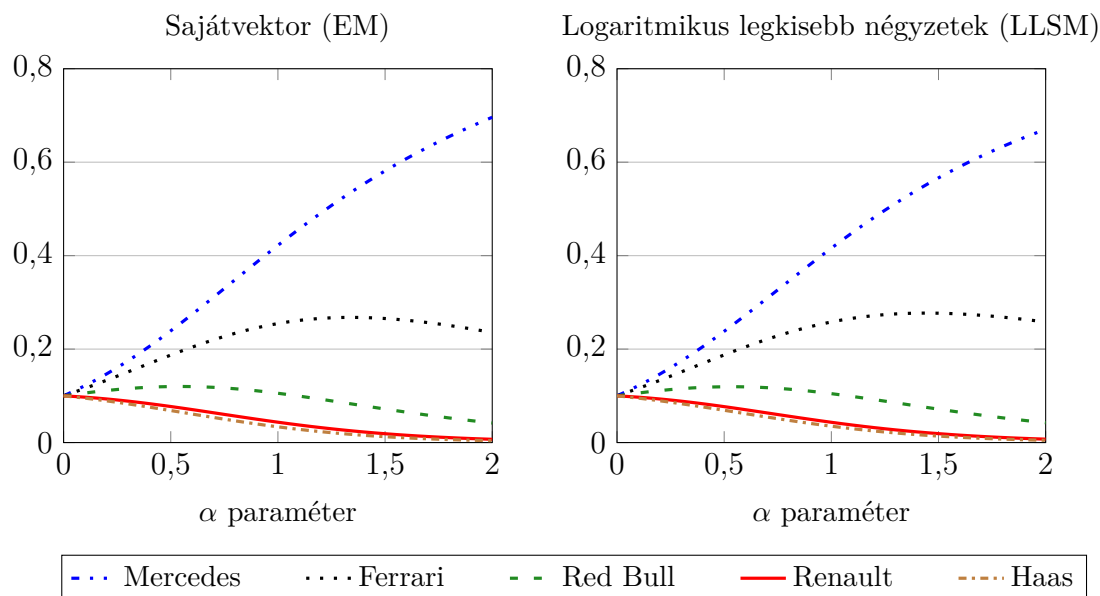 Sajátvektor (EM)
0,8
0,6
0,4
0,2
0
0 0,5 1 1,5 2
α paraméter
Logaritmikus legkisebb négyzetek (LLSM)
0,8
0,6
0,4
0,2
0
0 0,5 1 1,5 2
α paraméter
Mercedes Ferrari Red Bull Renault Haas